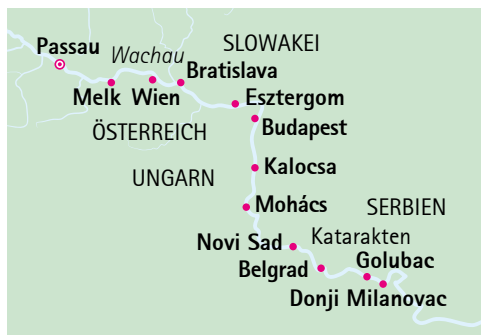 SLOWAKEI
Passau
Wachau
Bratislava
Melk
Wien
Esztergom
ÖSTERREICH
Budapest
Kalocsa
UNGARN
Mohács
SERBIEN
Novi Sad
Katarakten
Golubac
Belgrad
Donji Milanovac